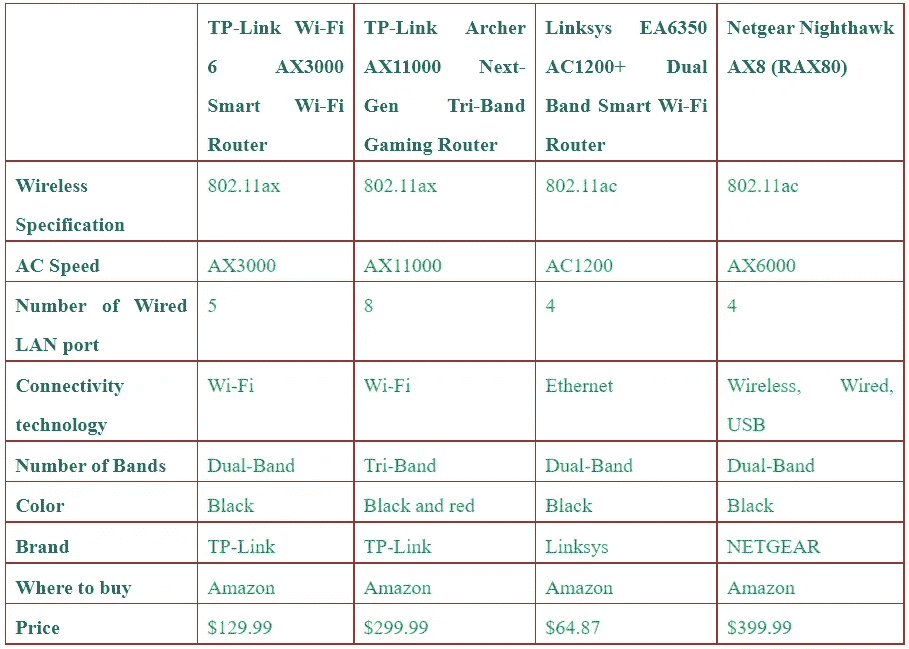 TP-Link Wi-Fi 6 AX3000 Smart Wi-Fi Router
TP-Link Archer AX11000 Next-Gen Tri-Band Gaming Router
Linksys EA6350 AC1200+ Dual Band Smart Wi-Fi Router
Netgear Nighthawk AX8 (RAX80)
Wireless Specification
802.11ax
802.11ax
802.11ac
802.11ac
AC Speed
AX3000
AX11000
AC1200
AX6000
Number of Wired LAN port
5
8
4
4
Connectivity technology
Wi-Fi
Wi-Fi
Ethernet
Wireless, Wired, USB
Number of Bands
Dual-Band
Tri-Band
Dual-Band
Dual-Band
Color
Black
Black and red
Black
Black
Brand
TP-Link
TP-Link
Linksys
NETGEAR
Where to buy
Amazon
Amazon
Amazon
Amazon
Price
$129.99
$299.99
$64.87
$399.99